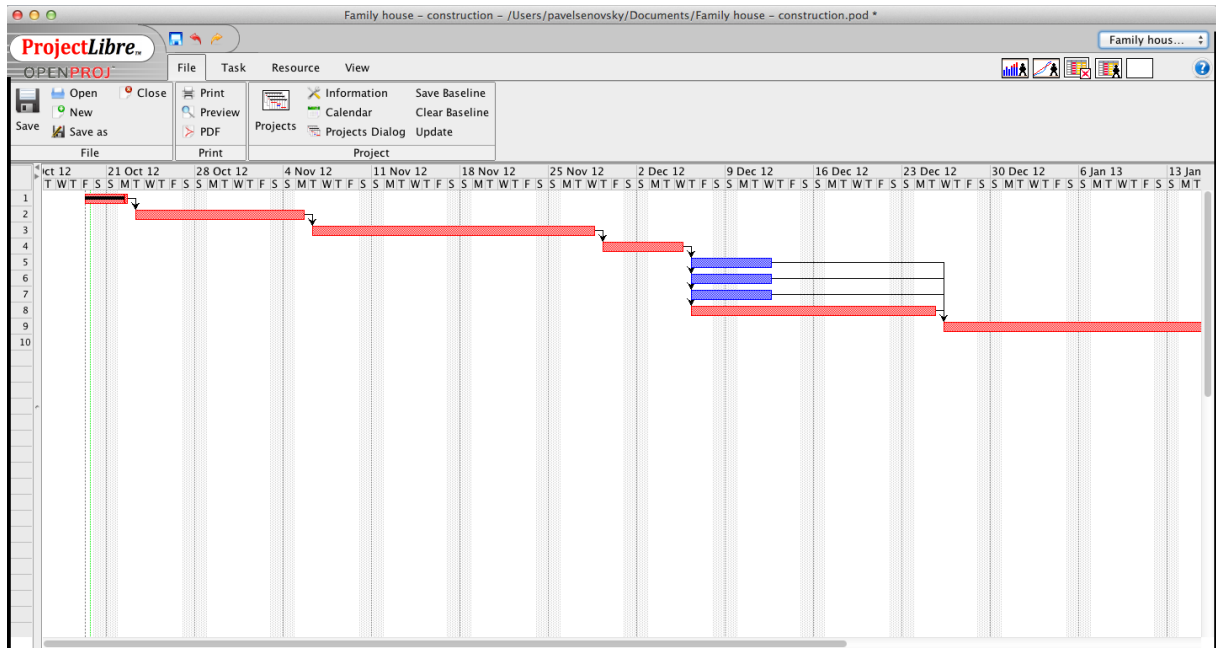 Family house – construction – /Users/pavelsenovsky/Documents/Family house – construction.pod *
ProjectLibre™
Family hous...
OPENPROJ
File Task Resource View
Save
Open
New
Save as
Close
File
Print
Preview
PDF
Print
Projects
Information
Calendar
Projects Dialog
Save Baseline
Clear Baseline
Update
Project
ct 12 21 Oct 12 28 Oct 12 4 Nov 12 11 Nov 12 18 Nov 12 25 Nov 12 2 Dec 12 9 Dec 12 16 Dec 12 23 Dec 12 30 Dec 12 6 Jan 13 13 Jan
T W T F S S M T W T F S S M T W T F S S M T W T F S S M T W T F S S M T W T F S S M T W T F S S M T W T F S S M T W T F S S M T W T F S S M T W T F S S M T W T F S S M T W T F S S M T W T F S S M T
1
2
3
4
5
6
7
8
9
10